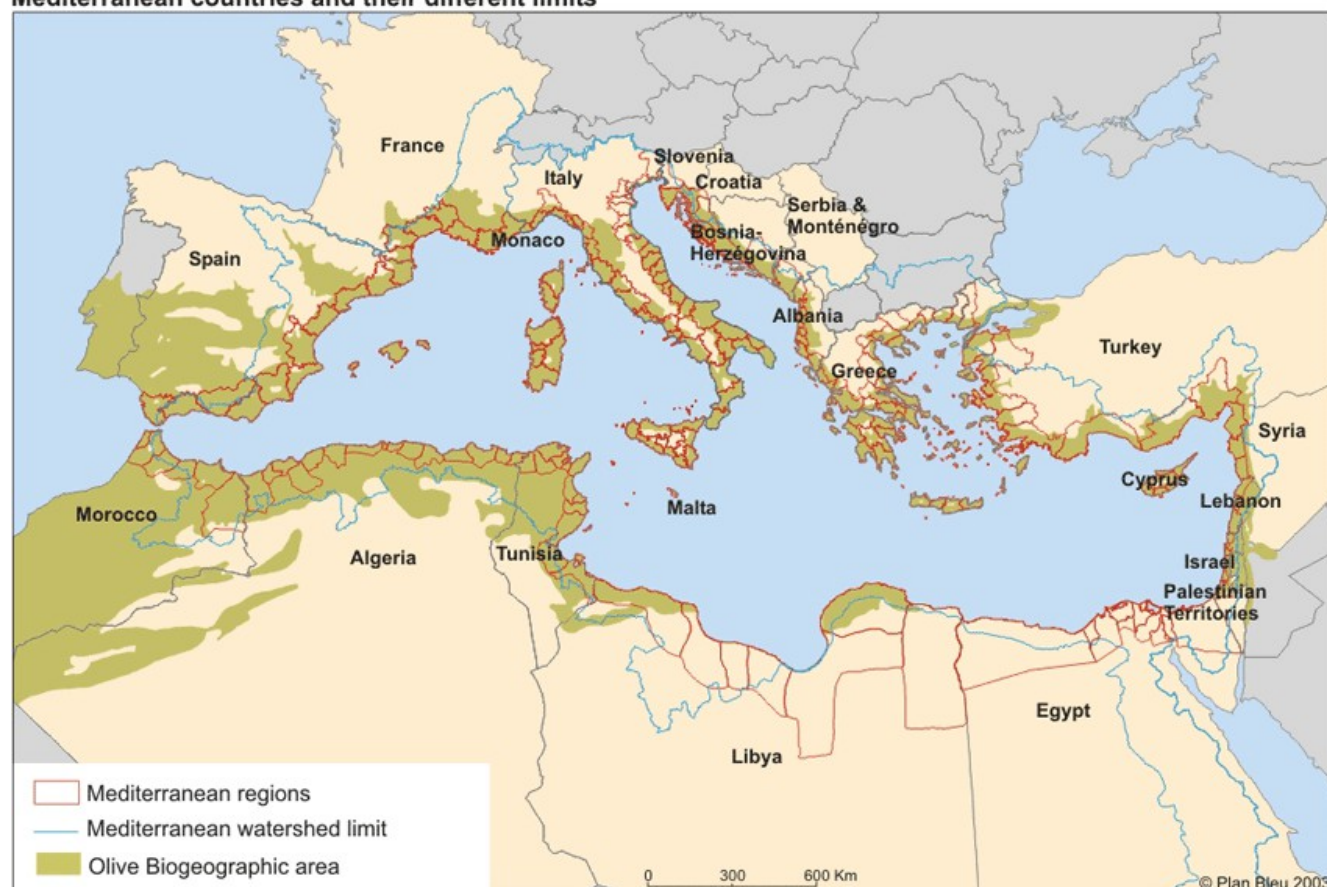 Mediterranean countries and their different limits
France
Slovenia
Italy
Croatia
Serbia &
Monténégro
Bosnia-
Herzégovina
Monaco
Spain
Albania
Turkey
Greece
Syria
Cyprus
Malta
Lebanon
Morocco
Algeria
Tunisia
Israel
Palestinian
Territories
Egypt
Libya
Mediterranean regions
Mediterranean watershed limit
Olive Biogeographic area
0 300 600 Km
© Plan Bleu 2003